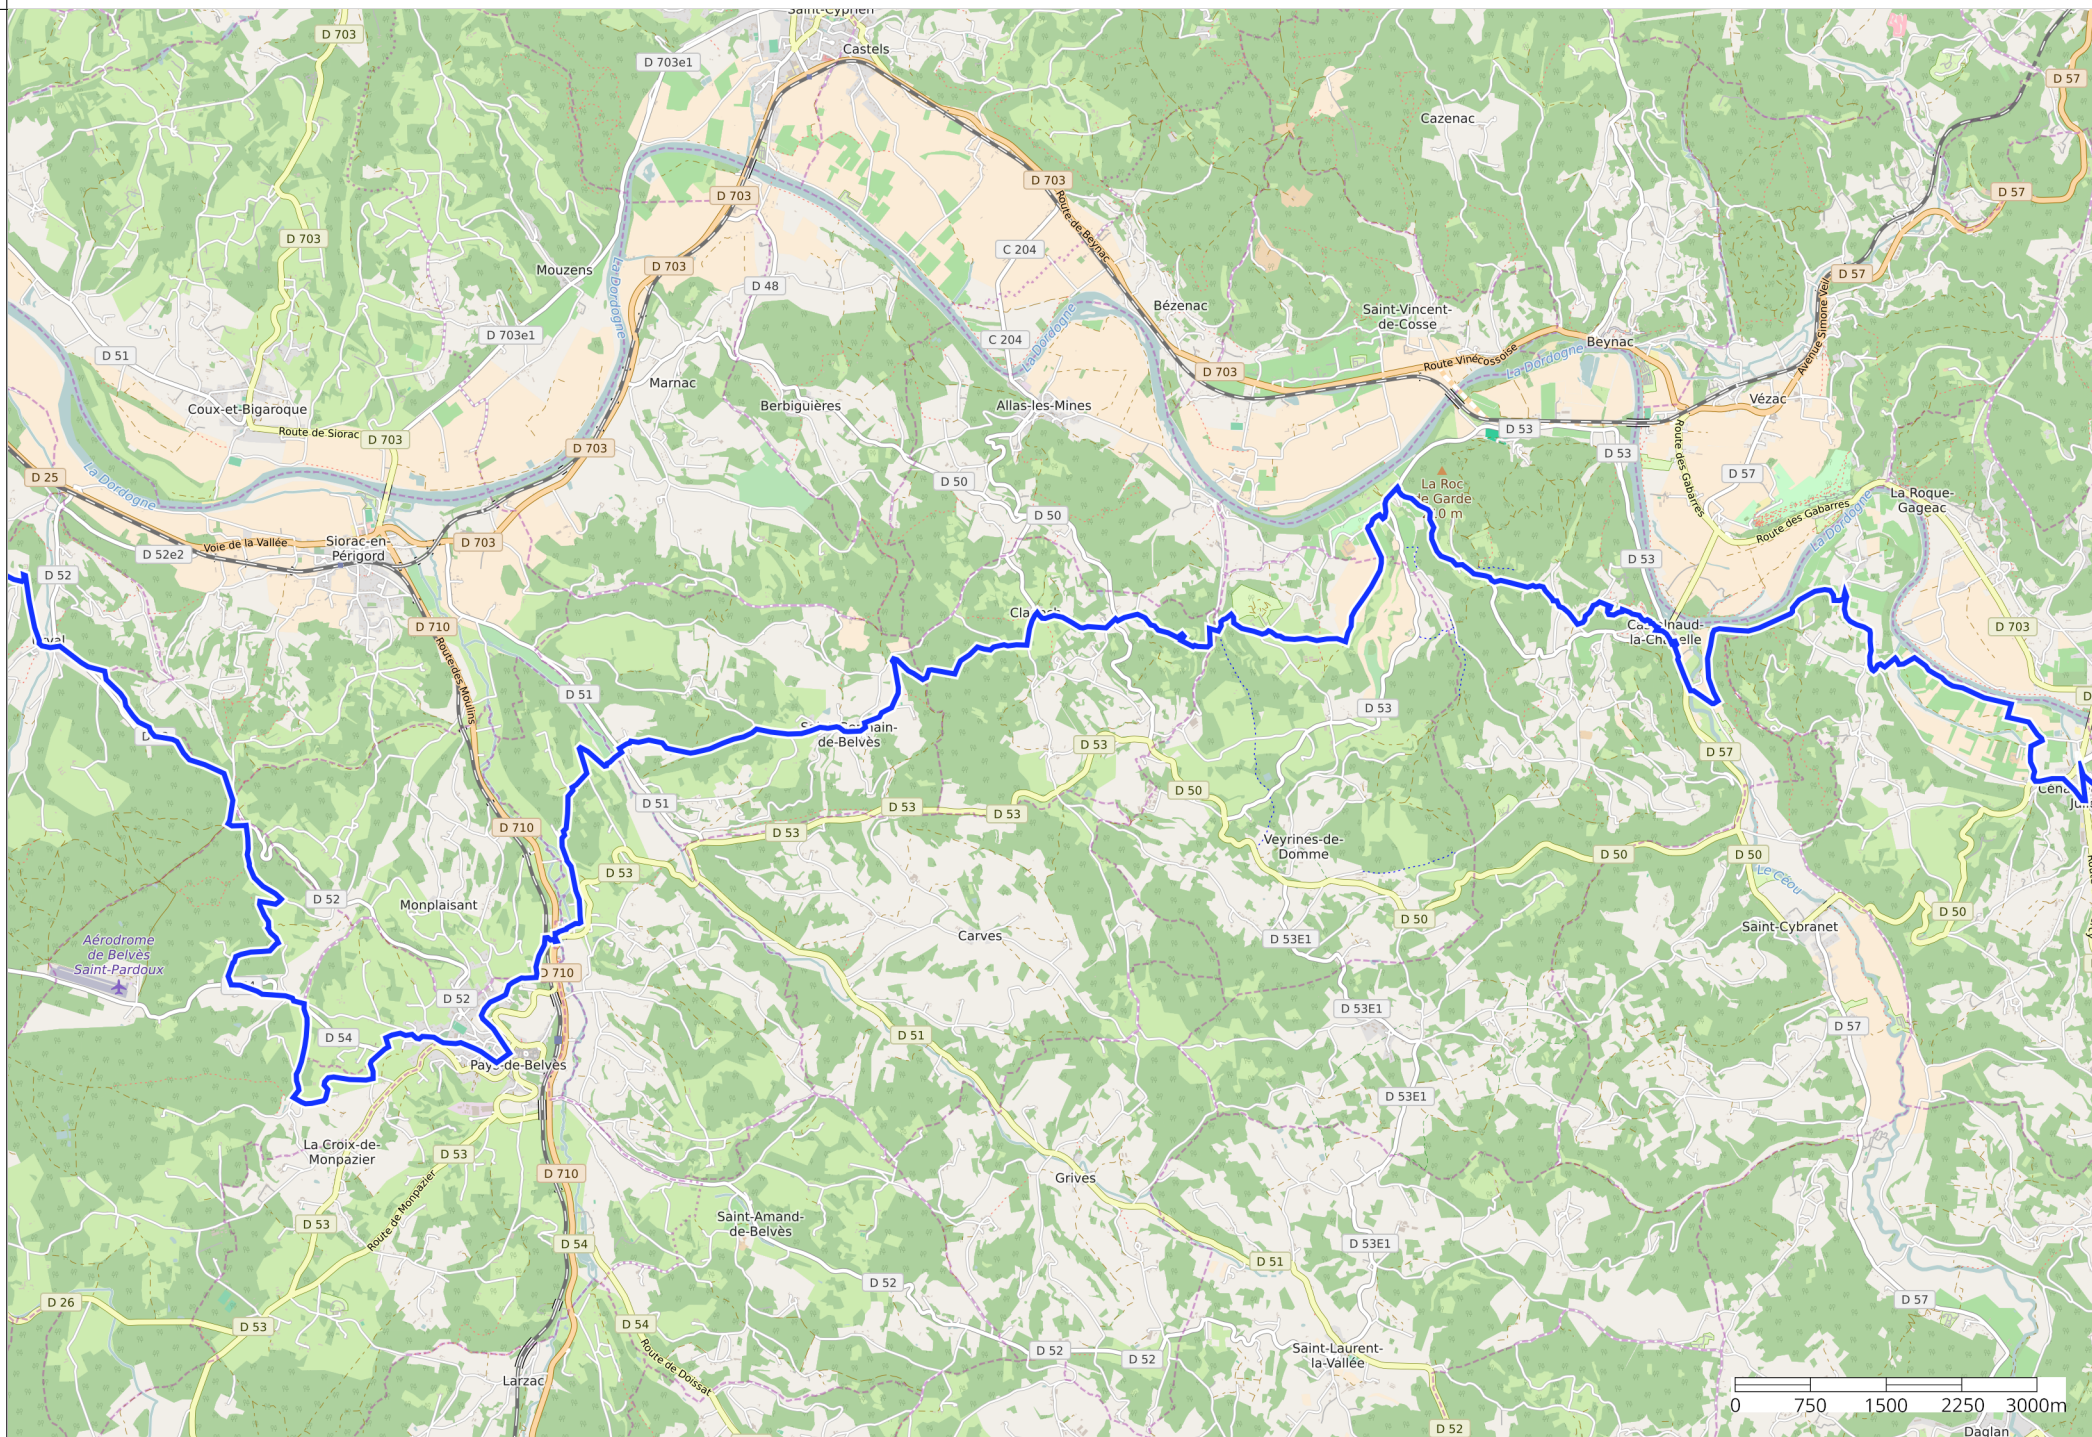 Saint-Cyprien
D 703
Castels
D 703e1
D 57
Cazenac
D 703
D 703
D 57
Route de Beynac
D 703
C 204
Mouzens
D 703
D 57
D 48
La Dordogne
Bézenac
Saint-Vincent-
de-Cosse
La Dordogne
Avenue Simone Veil
D 703e1
C 204
Beynac
D 51
Route Vinécossoise
La Dordogne
D 703
Marnac
Vézac
Coux-et-Bigaroque
Berbiguières
Allas-les-Mines
Route de Siorac
D 703
D 53
D 703
D 53
Route des Gabarres
D 57
D 25
La Dordogne
D 50
La Roc
de Garde
La Roque-
Gageac
D 50
Route des Gabarres
La Dordogne
Siorac-en-
Périgord
Voie de la Vallée
D 703
D 52e2
D 53
D 52
D 710
D 703
Castelnaud-
la-Chapelle
Route des Moulins
D 51
D 53
de-Belvès
D 53
D 57
D 50
D 51
D 53
D 53
D 710
D 53
Veyrines-de-
Domme
D 50
D 50
D 53
Le Céou
D 52
Monplaisant
D 50
D 50
Saint-Cybranet
Carves
D 53E1
Aérodrome
de Belvès
Saint-Pardoux
D 710
D 52
D 53E1
D 57
D 54
D 51
Pays-de-Belvès
D 53E1
La Croix-de-
Monpazier
D 53
D 710
Grives
Route de Monpazier
Saint-Amand-
de-Belvès
D 53
D 54
D 53E1
D 51
D 52
D 26
D 57
D 53
D 54
Route de Doissat
D 52
D 52
Saint-Laurent-
la-Vallée
Larzac
0 750 1500 2250 3000m
D 52
Daglan